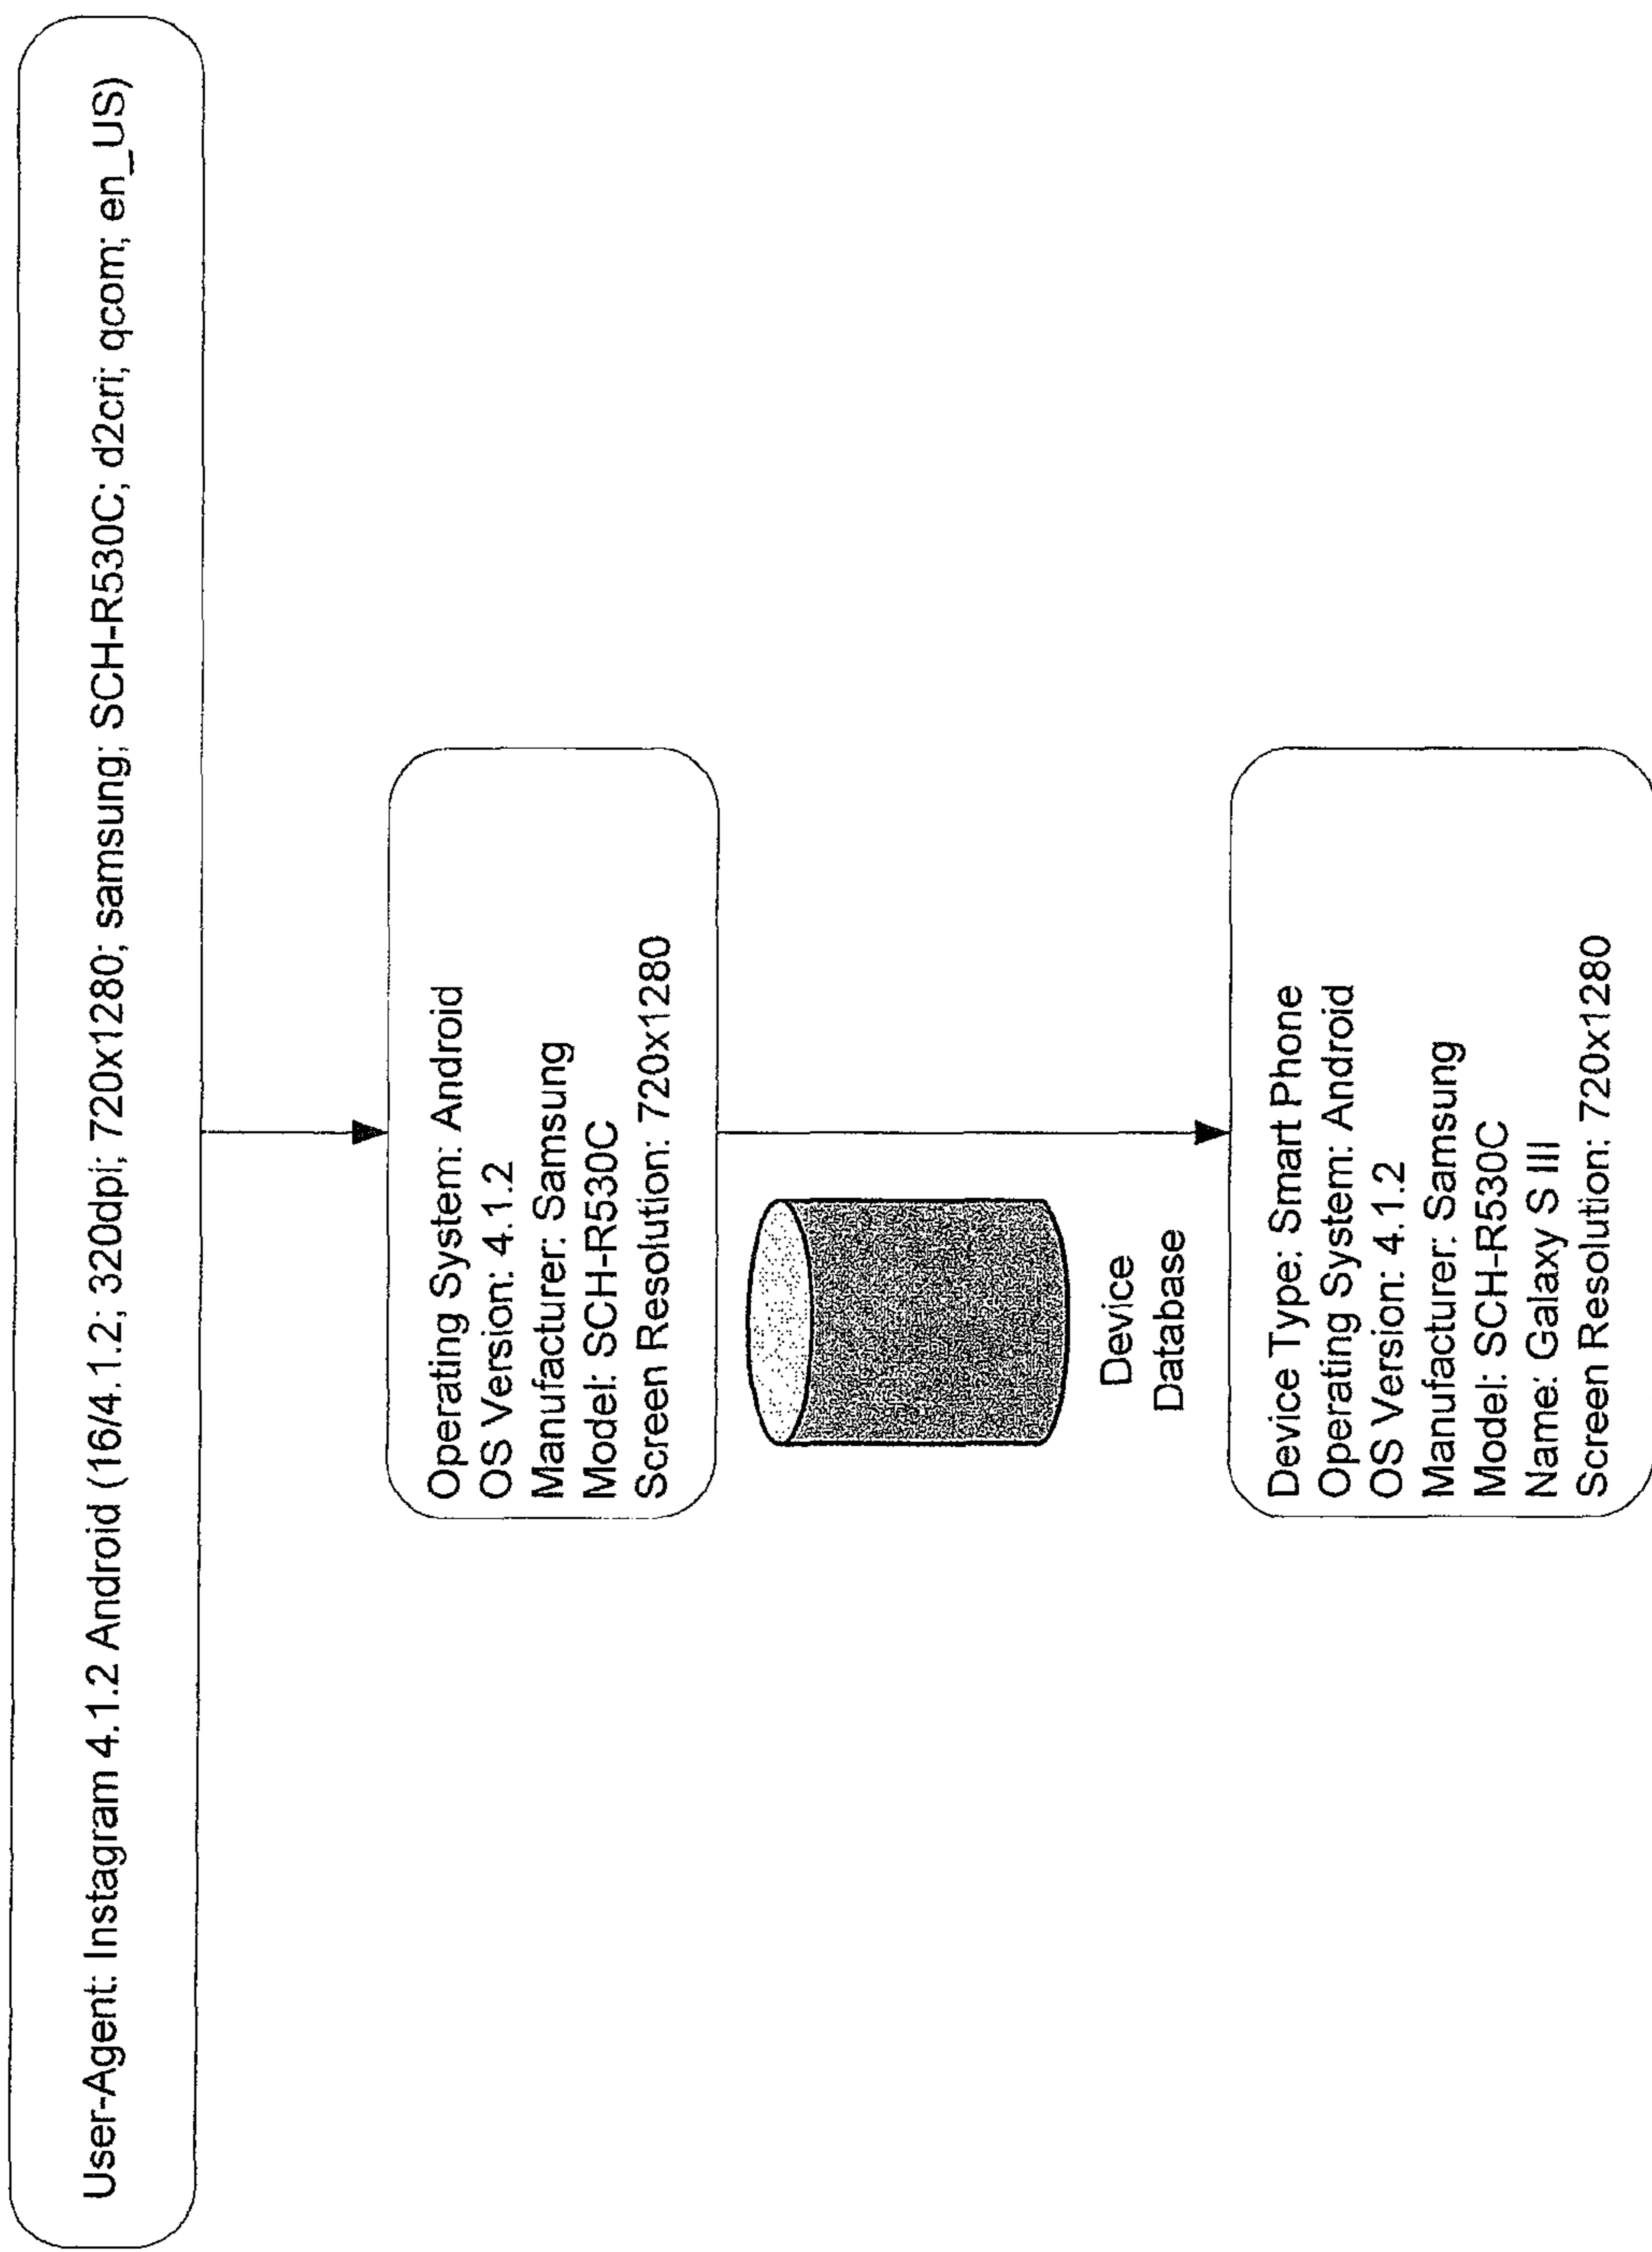 User-Agent: Instagram 4.1.2 Android (16/4.1.2; 320dpi; 720x1280; samsung; SCH-R530C; d2cri; qcom; en_US)
Operating System: Android
OS Version: 4.1.2
Manufacturer: Samsung
Model: SCH-R530C
Screen Resolution: 720x1280
Device
Database
Device Type: Smart Phone
Operating System: Android
OS Version: 4.1.2
Manufacturer: Samsung
Model: SCH-R530C
Name: Galaxy S III
Screen Resolution: 720x1280